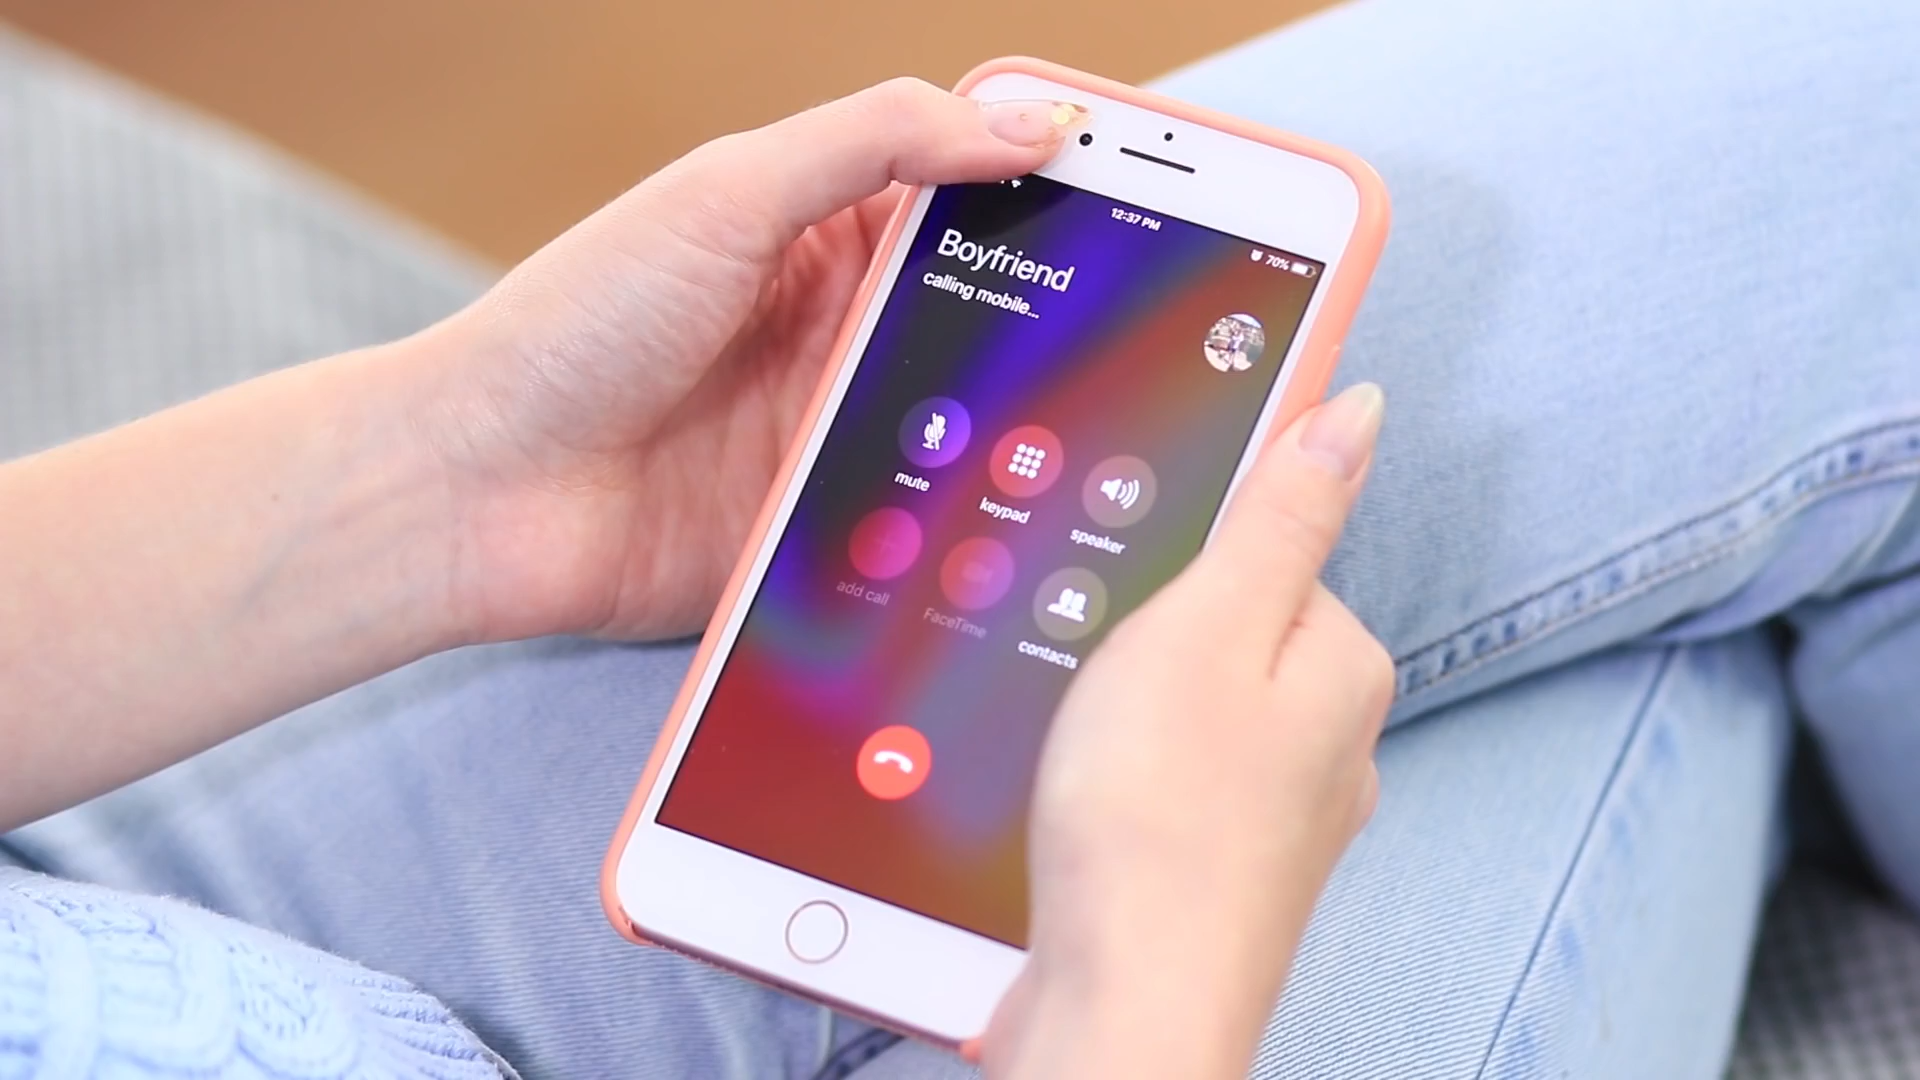 12:37 PM
70%
Boyfriend
calling mobile...
mute
keypad
speaker
add call
FaceTime
contacts